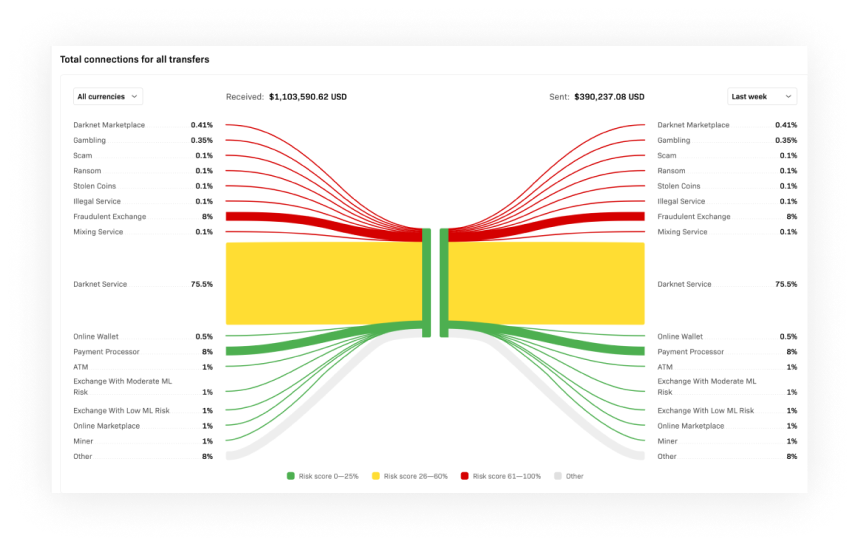 Total connections for all transfers
All currencies Received: $1,103,590.62 USD Sent: $390,237.08 USD Last week
Darknet Marketplace 0.41% Darknet Marketplace 0.41%
Gambling 0.35% Gambling 0.35%
Scam 0.1% Scam 0.1%
Ransom 0.1% Ransom 0.1%
Stolen Coins 0.1% Stolen Coins 0.1%
Illegal Service 0.1% Illegal Service 0.1%
Fraudulent Exchange 8% Fraudulent Exchange 8%
Mixing Service 0.1% Mixing Service 0.1%
Darknet Service 75.5% Darknet Service 75.5%
Online Wallet 0.5% Online Wallet 0.5%
Payment Processor 8% Payment Processor 8%
ATM 1% ATM 1%
Exchange With Moderate ML Exchange With Moderate ML
Risk 1% Risk 1%
Exchange With Low ML Risk 1% Exchange With Low ML Risk 1%
Online Marketplace 1% Online Marketplace 1%
Miner 1% Miner 1%
Other 8% Other 8%
Risk score 0—25% Risk score 26—60% Risk score 61—100% Other